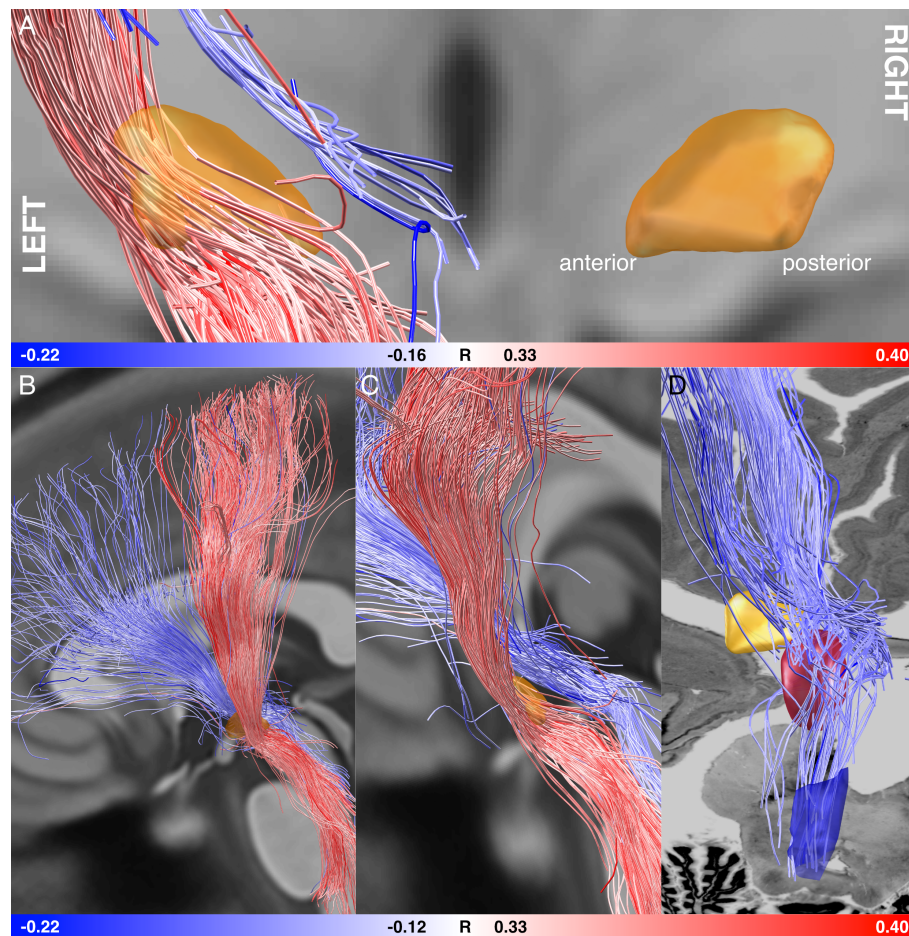 A
LEFT
RIGHT
anterior
posterior
-0.22 -0.16 R 0.33 0.40
B
C
D
-0.22 -0.12 R 0.33 0.40